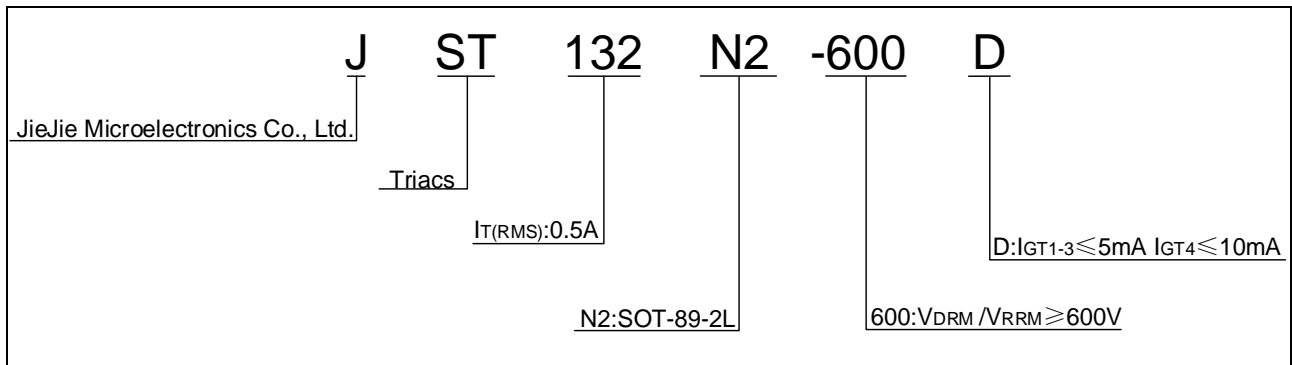 J ST 132 N2 -600 D
JieJie Microelectronics Co., Ltd.
Triacs
IT(RMS):0.5A
D:IGT1-3≤5mA IGT4≤10mA
N2:SOT-89-2L
600:VDRM /VRRM≥600V